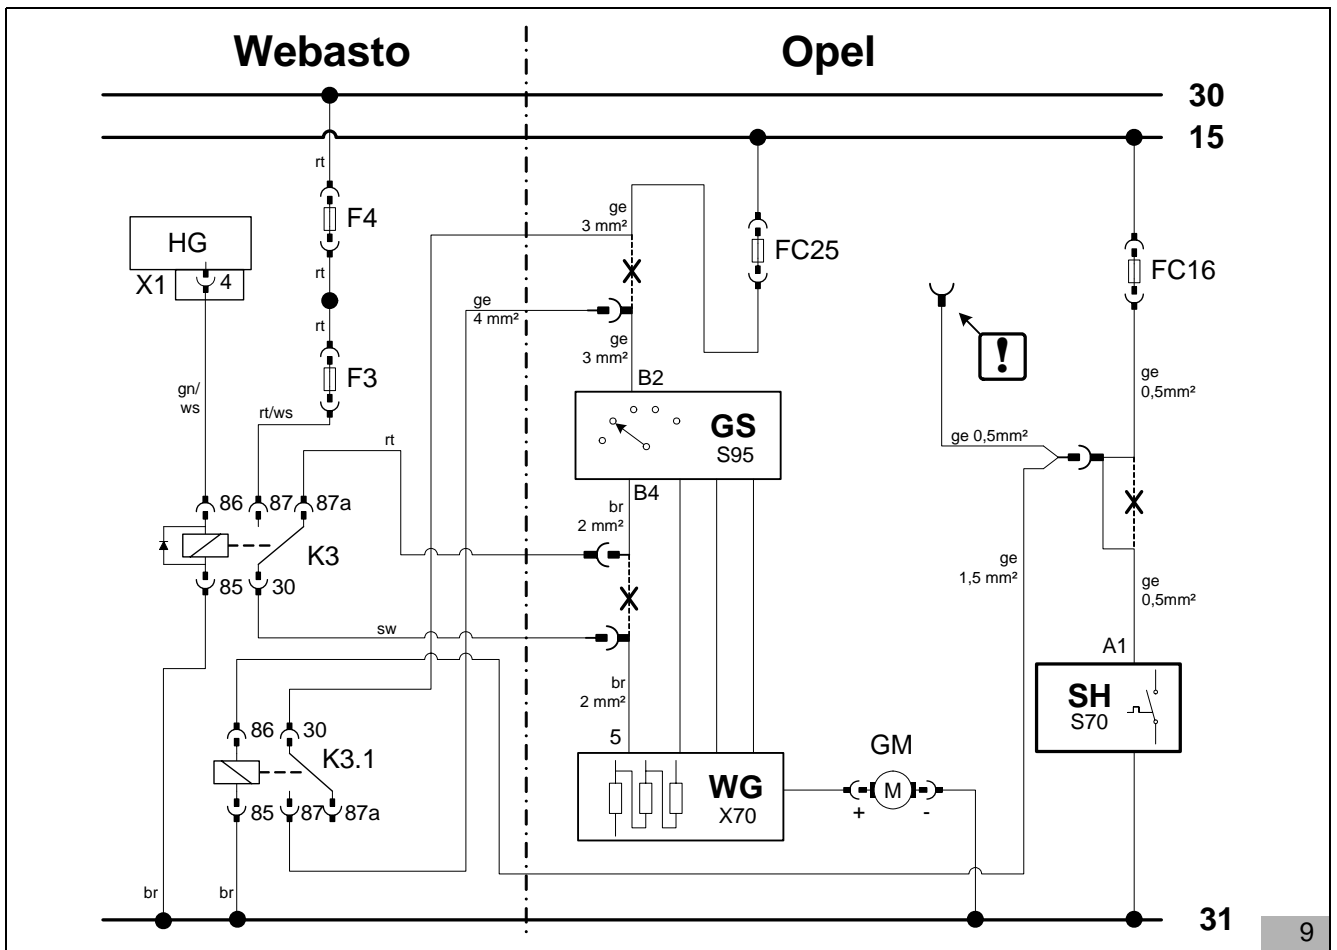 Webasto
Opel
30
15
rt
F4
rt
rt
F3
HG
X1
4
gn/
ws
rt/ws
rt
ge
3 mm²
ge
4 mm²
ge
3 mm²
FC25
FC16
!
ge
0,5mm²
ge 0,5mm²
B2
GS
S95
B4
br
2 mm²
86
87
87a
K3
85
30
sw
ge
1,5 mm²
ge
0,5mm²
A1
SH
S70
br
2 mm²
5
WG
X70
GM
M
+
-
86
30
K3.1
85
87
87a
br
br
31
9